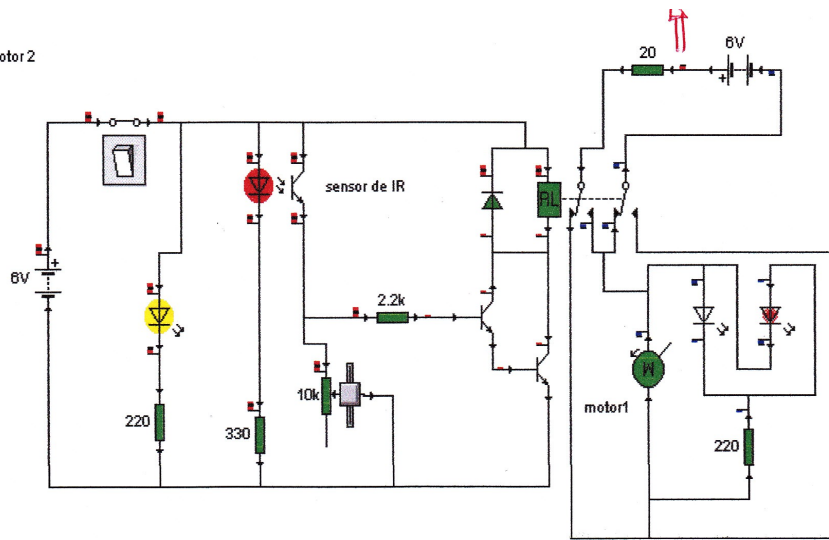 otor 2
20
6V
+
sensor de IR
RL
+
6V
2.2k
10k
W
motor1
220
330
220